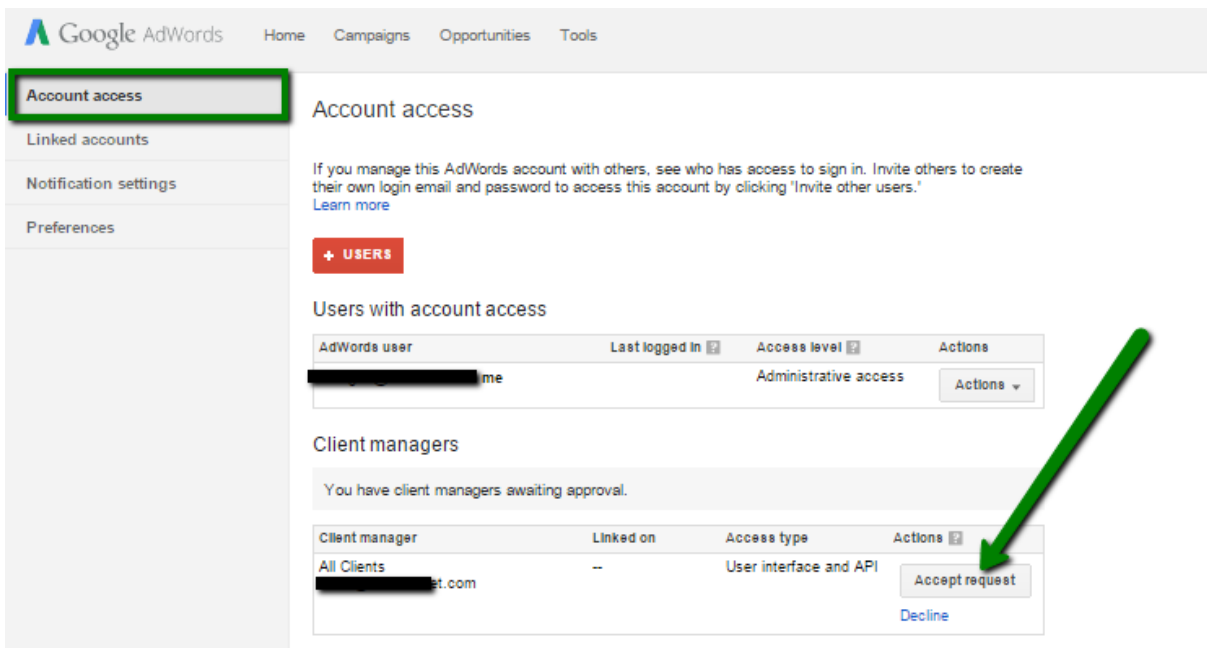 Google AdWords Home Campaigns Opportunities Tools
Account access
Linked accounts
Notification settings
Preferences
Account access
If you manage this AdWords account with others, see who has access to sign in. Invite others to create
their own login email and password to access this account by clicking 'Invite other users.'
Learn more
+ USERS
Users with account access
AdWords user Last logged in ? Access level ? Actions
me Administrative access Actions
Client managers
You have client managers awaiting approval.
Client manager Linked on Access type Actions ?
All Clients -- User interface and API Accept request
et.com
Decline